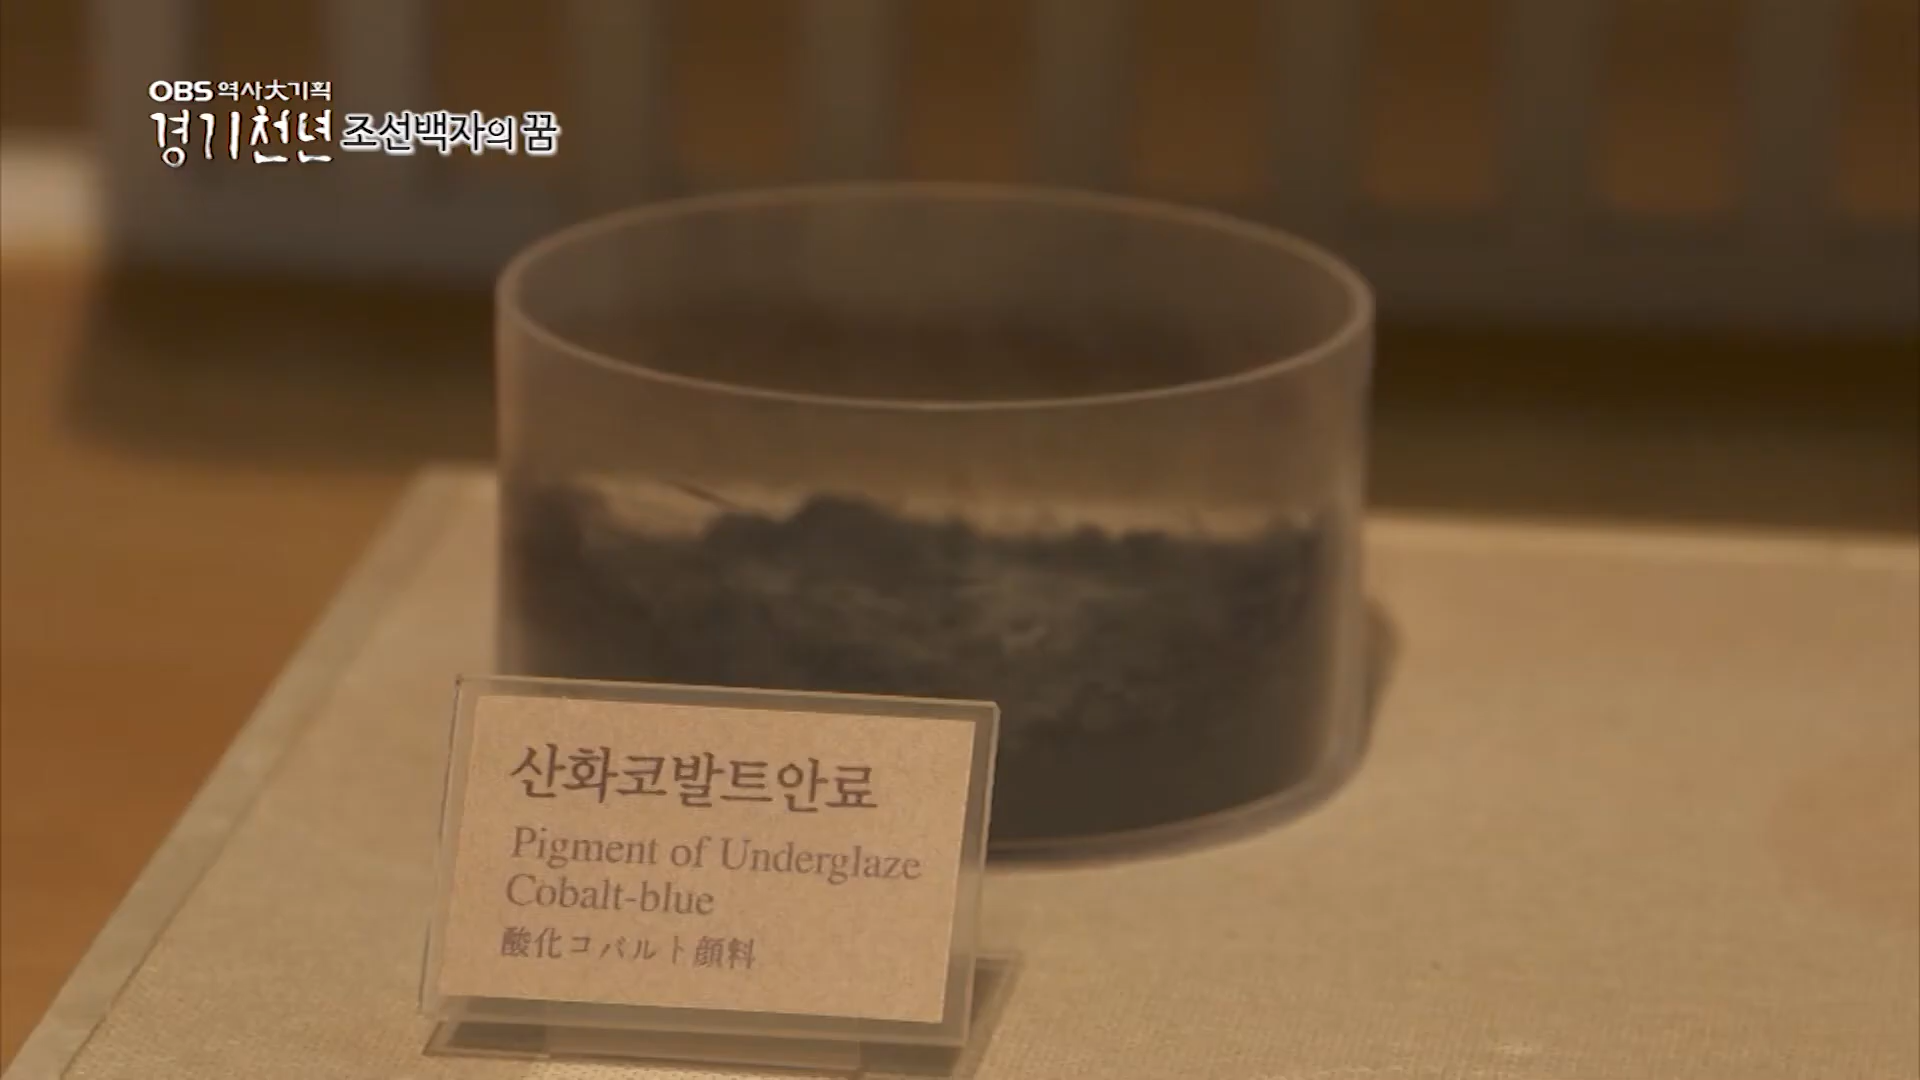 OBS 역사大기획
경기천년 조선백자의 꿈
산화코발트안료
Pigment of Underglaze
Cobalt-blue
酸化コバルト顔料